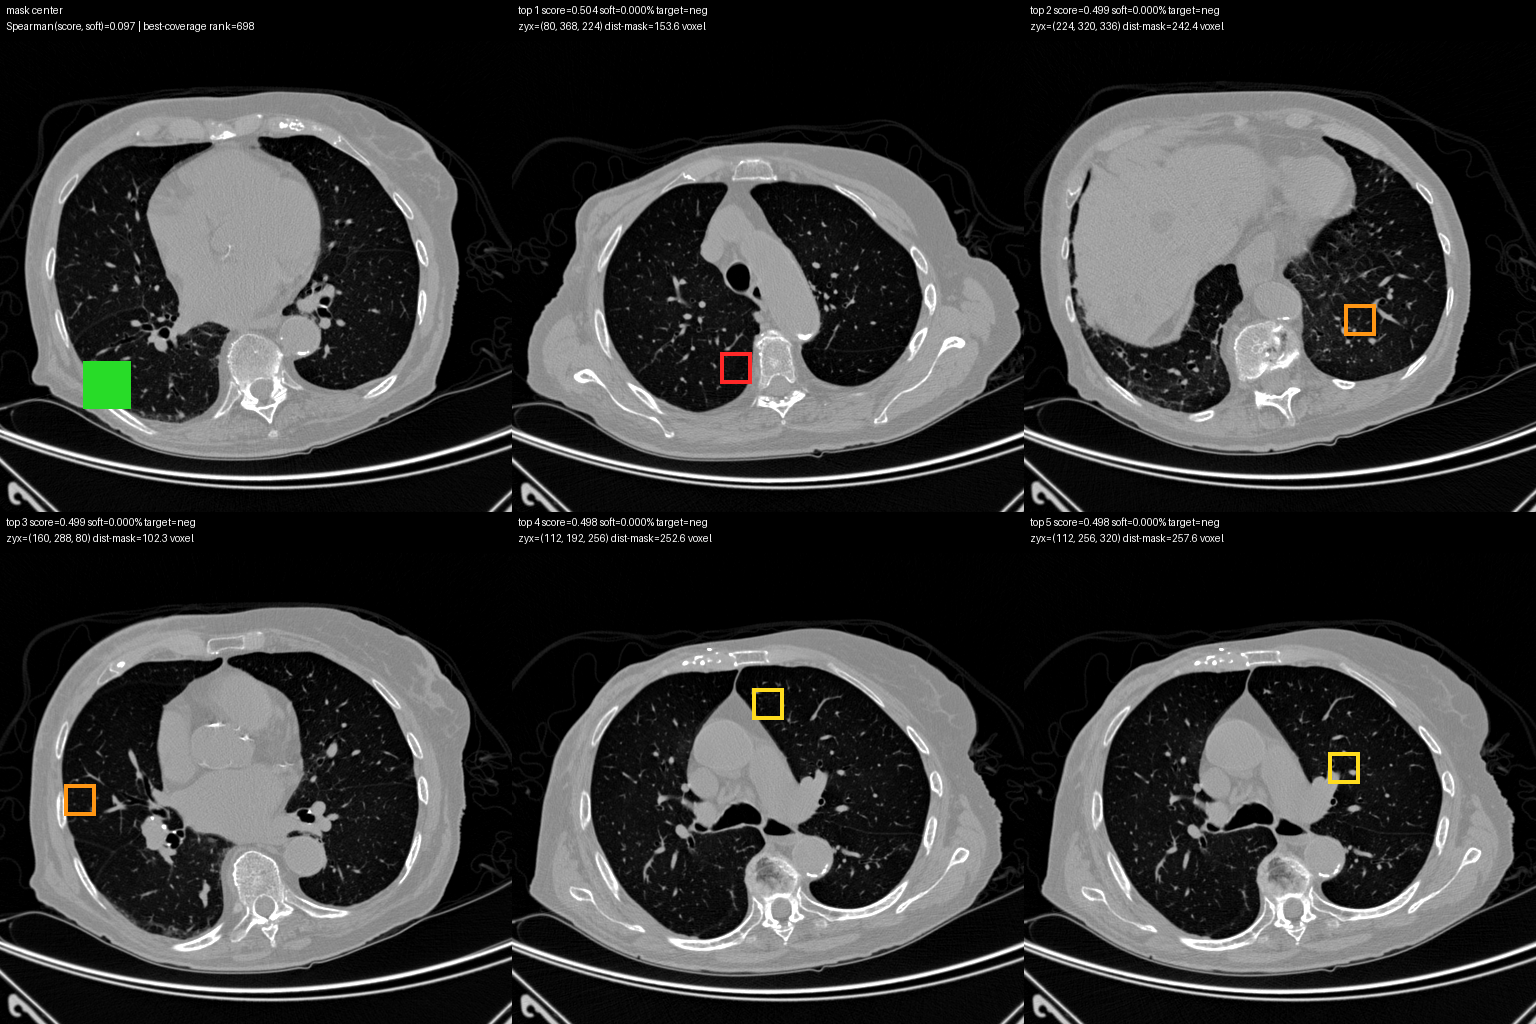 mask center
Spearman(score, soft)=0.097 | best-coverage rank=698
top 1 score=0.504 soft=0.000% target=neg
zyx=(80, 368, 224) dist-mask=153.6 voxel
top 2 score=0.499 soft=0.000% target=neg
zyx=(224, 320, 336) dist-mask=242.4 voxel
top 3 score=0.499 soft=0.000% target=neg
zyx=(160, 288, 80) dist-mask=102.3 voxel
top 4 score=0.498 soft=0.000% target=neg
zyx=(112, 192, 256) dist-mask=252.6 voxel
top 5 score=0.498 soft=0.000% target=neg
zyx=(112, 256, 320) dist-mask=257.6 voxel